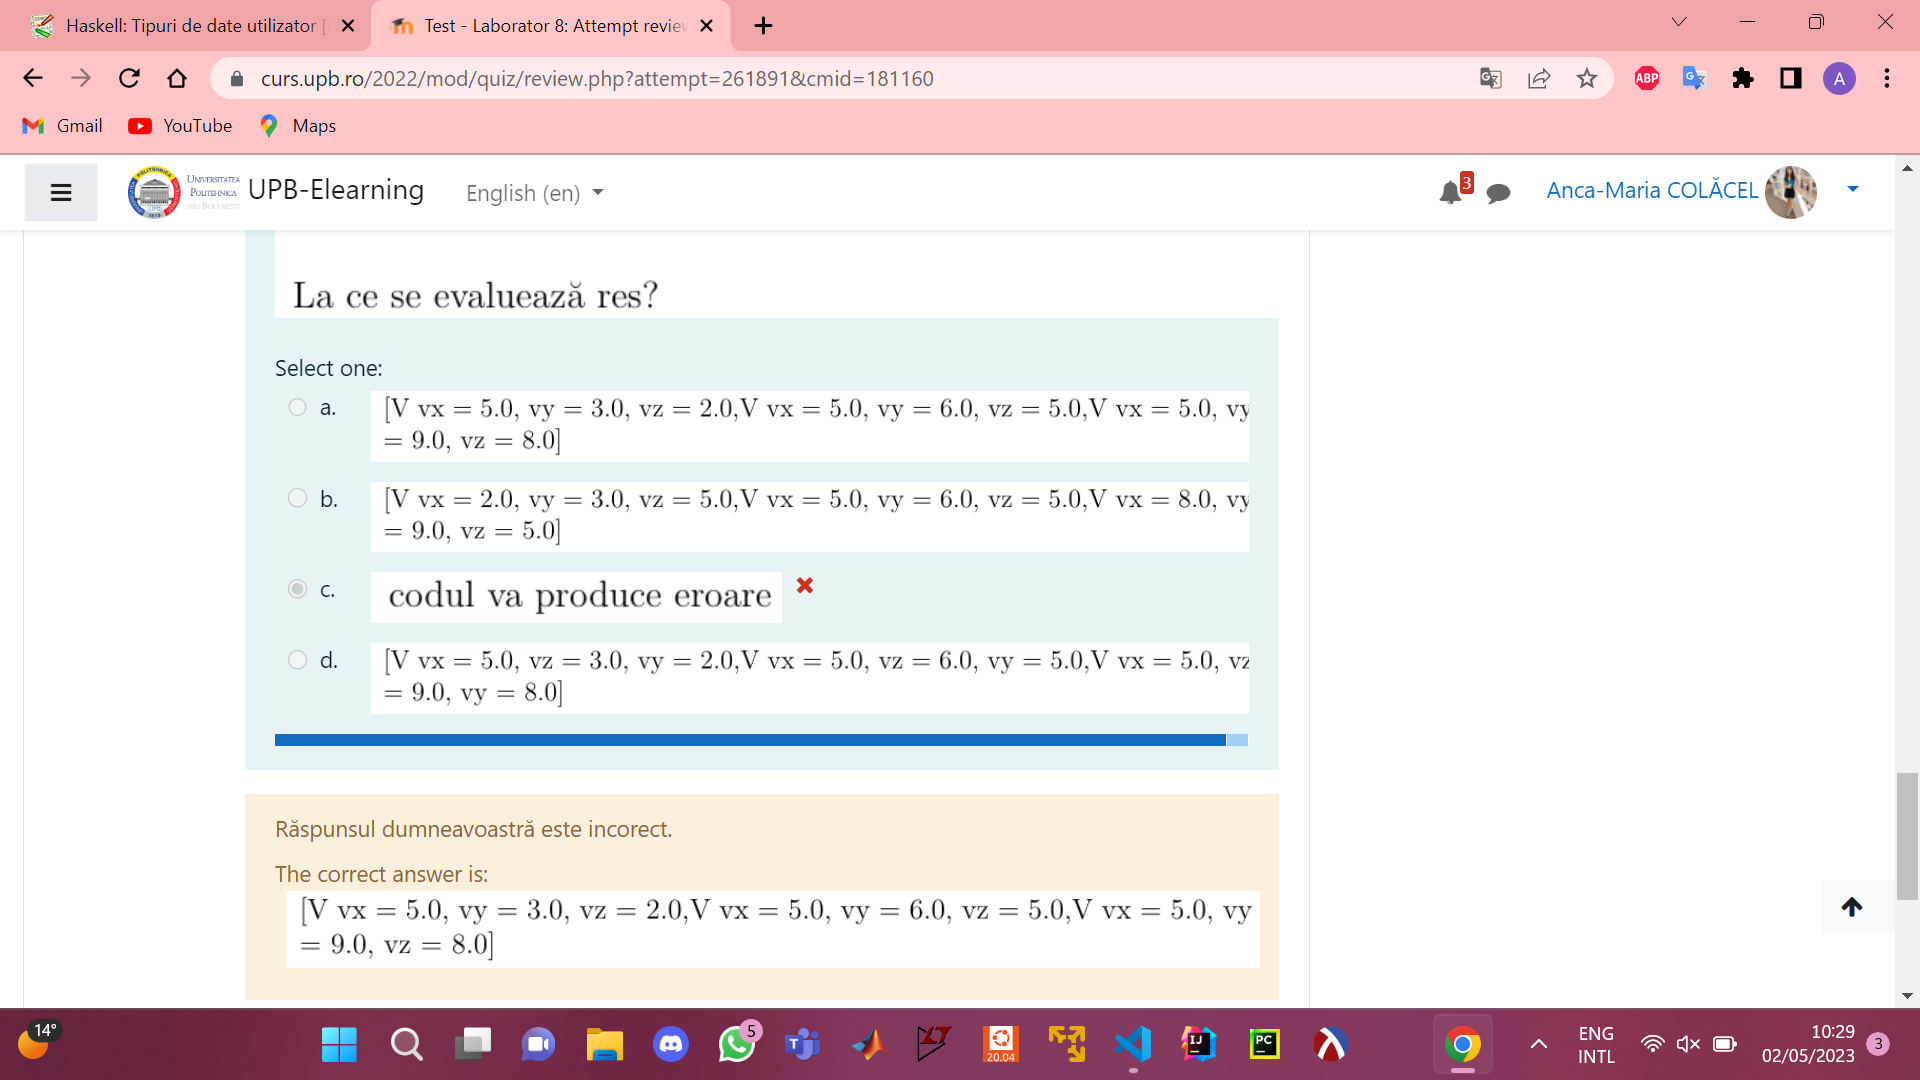 Haskell: Tipuri de date utilizator [
Test - Laborator 8: Attempt review
curs.upb.ro/2022/mod/quiz/review.php?attempt=261891&cmid=181160
ABP
A
Gmail
YouTube
Maps
UNIVERSITATEA
POLITEHNICA
DIN BUCUREȘTI
UPB-Elearning
English (en)
3
Anca-Maria COLĂCEL
La ce se evaluează res?
Select one:
a.
[V vx = 5.0, vy = 3.0, vz = 2.0,V vx = 5.0, vy = 6.0, vz = 5.0,V vx = 5.0, vy
= 9.0, vz = 8.0]
b.
[V vx = 2.0, vy = 3.0, vz = 5.0,V vx = 5.0, vy = 6.0, vz = 5.0,V vx = 8.0, vy
= 9.0, vz = 5.0]
c.
codul va produce eroare
d.
[V vx = 5.0, vz = 3.0, vy = 2.0,V vx = 5.0, vz = 6.0, vy = 5.0,V vx = 5.0, vz
= 9.0, vy = 8.0]
Răspunsul dumneavoastră este incorect.
The correct answer is:
[V vx = 5.0, vy = 3.0, vz = 2.0,V vx = 5.0, vy = 6.0, vz = 5.0,V vx = 5.0, vy
= 9.0, vz = 8.0]
14°
5
20.04
IJ
PC
ENG
INTL
10:29
02/05/2023
3